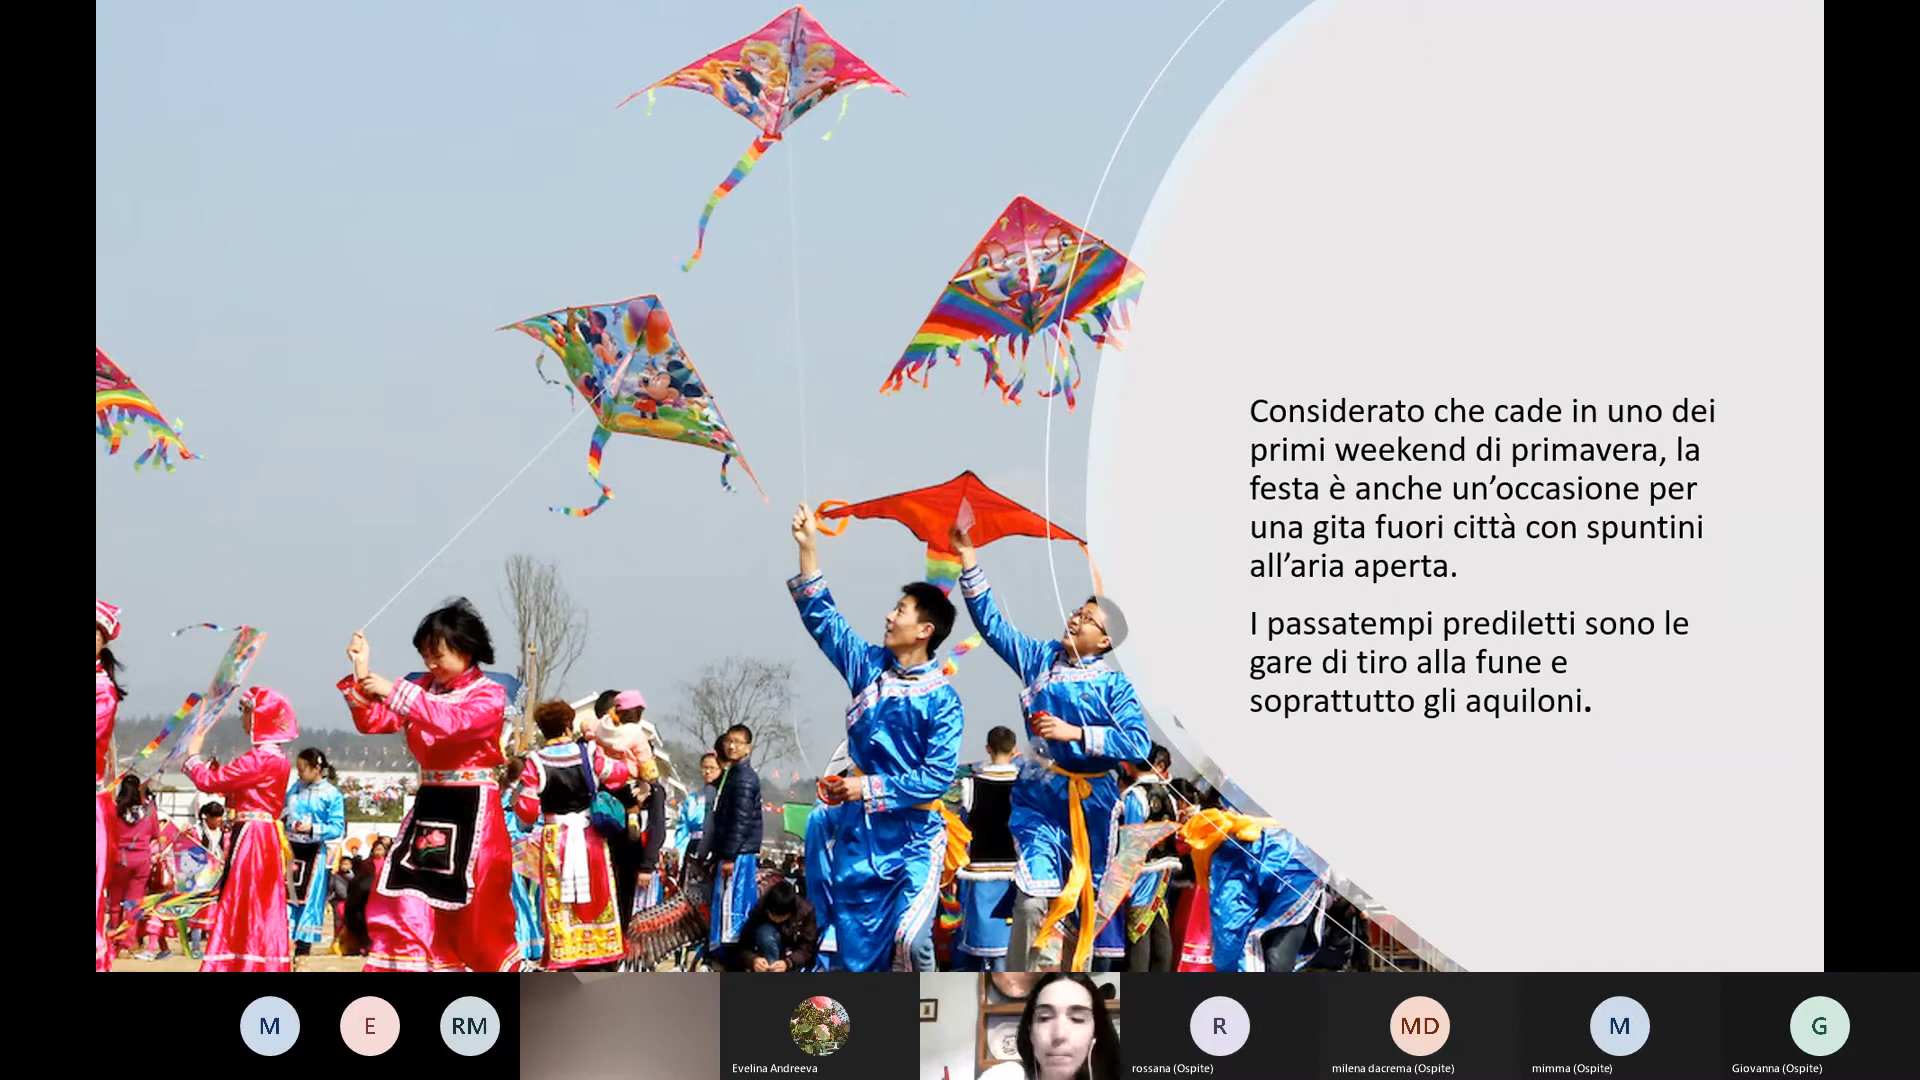 Considerato che cade in uno dei
primi weekend di primavera, la
festa è anche un’occasione per
una gita fuori città con spuntini
all’aria aperta.
I passatempi prediletti sono le
gare di tiro alla fune e
soprattutto gli aquiloni.
M
E
RM
R
MD
M
G
Evelina Andreeva
rossana (Ospite)
milena dacrema (Ospite)
mimma (Ospite)
Giovanna (Ospite)